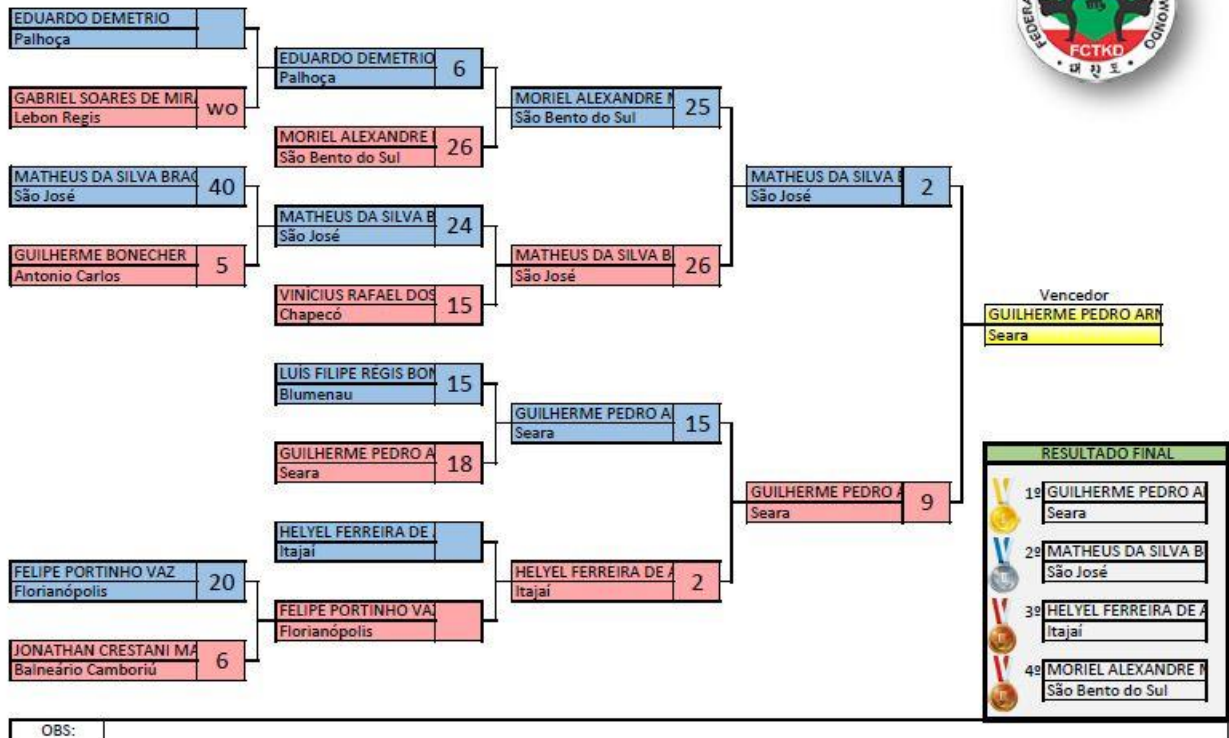 EDUARDO DEMETRIO
Palhoça
GABRIEL SOARES DE MIR
wo
Lebon Regis
MATHEUS DA SILVA BRAC
40
São José
GUILHERME BONECHER
5
Antonio Carlos
FELIPE PORTINHO VAZ
20
Florianópolis
JONATHAN CRESTANI MA
6
Balneário Camboriú
EDUARDO DEMETRIO
6
Palhoça
MORIEL ALEXANDRE
26
São Bento do Sul
MATHEUS DA SILVA B
24
São José
VINÍCIUS RAFAEL DOS
15
Chapecó
LUÍS FILIPE RÉGIS BON
15
Blumenau
GUILHERME PEDRO A
18
Seara
HELYEL FERREIRA DE
Itajaí
FELIPE PORTINHO VAZ
Florianópolis
MORIEL ALEXANDRE N
25
São Bento do Sul
MATHEUS DA SILVA B
26
São José
GUILHERME PEDRO A
15
Seara
HELYEL FERREIRA DE A
2
Itajaí
MATHEUS DA SILVA
2
São José
GUILHERME PEDRO A
9
Seara
Vencedor
GUILHERME PEDRO ARN
Seara
RESULTADO FINAL
1º GUILHERME PEDRO A
Seara
2º MATHEUS DA SILVA B
São José
3º HELYEL FERREIRA DE A
Itajaí
4º MORIEL ALEXANDRE N
São Bento do Sul
OBS:
FCTKD